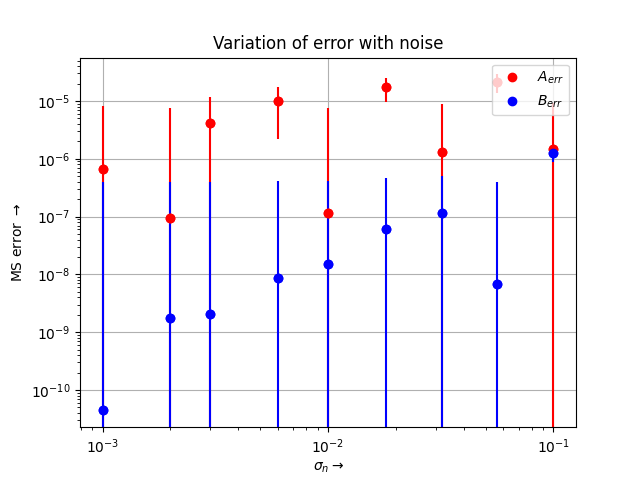 Variation of error with noise
A_err
B_err
MS error →
10⁻⁵
10⁻⁶
10⁻⁷
10⁻⁸
10⁻⁹
10⁻¹⁰
10⁻³
10⁻²
10⁻¹
σₙ→